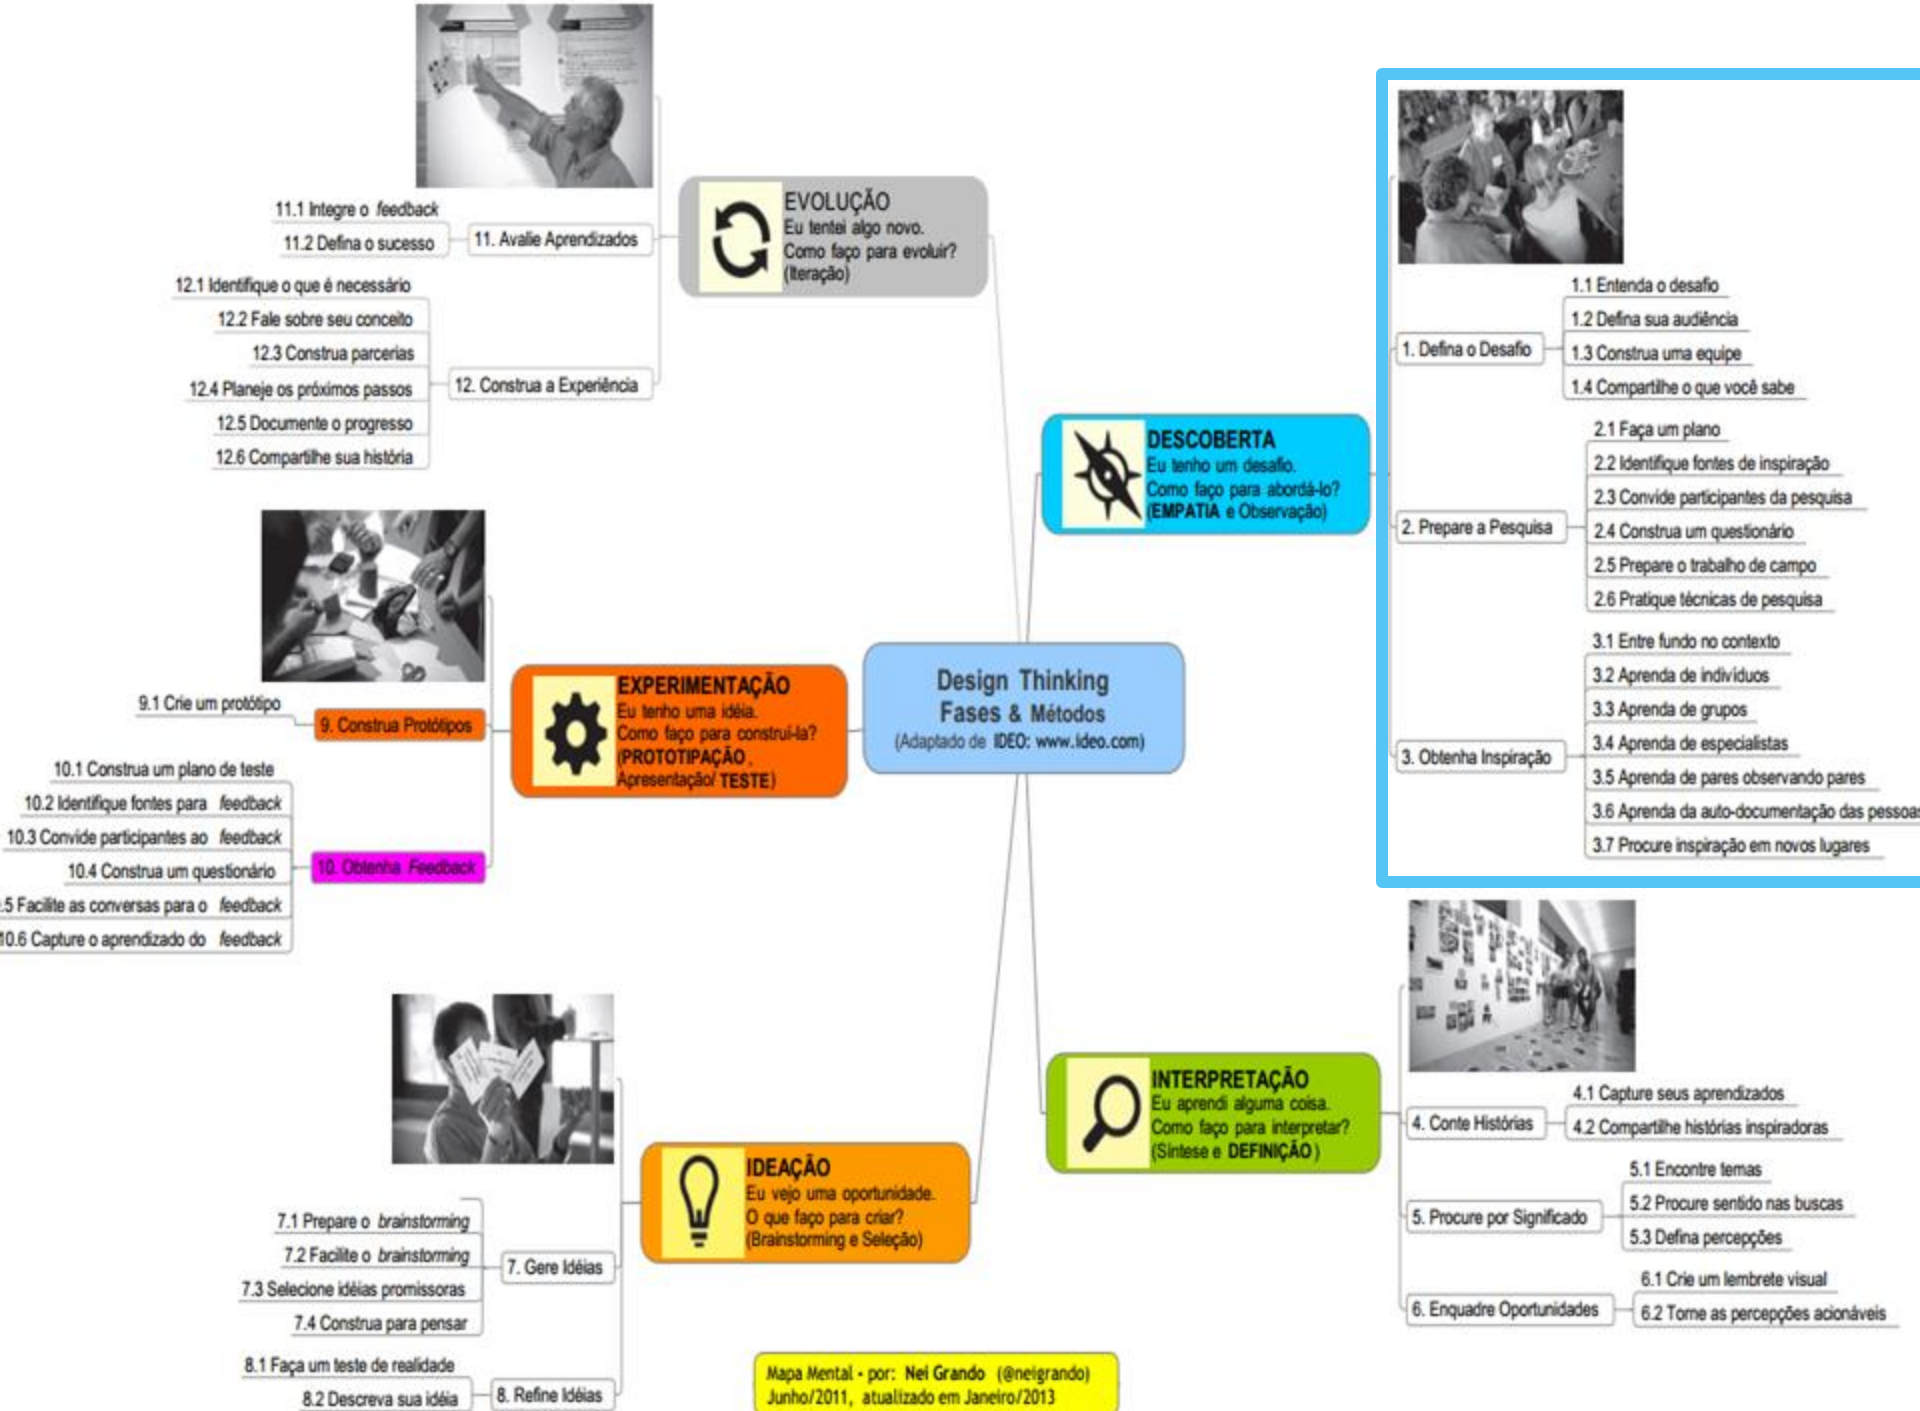 Design Thinking
Fases & Métodos
(Adaptado de IDEO: www.ideo.com)
DESCOBERTA
Eu tenho um desafio.
Como faço para abordá-lo?
(EMPATIA e Observação)
1. Defina o Desafio
1.1 Entenda o desafio
1.2 Defina sua audiência
1.3 Construa uma equipe
1.4 Compartilhe o que você sabe
2. Prepare a Pesquisa
2.1 Faça um plano
2.2 Identifique fontes de inspiração
2.3 Convide participantes da pesquisa
2.4 Construa um questionário
2.5 Prepare o trabalho de campo
2.6 Pratique técnicas de pesquisa
3. Obtenha Inspiração
3.1 Entre fundo no contexto
3.2 Aprenda de indivíduos
3.3 Aprenda de grupos
3.4 Aprenda de especialistas
3.5 Aprenda de pares observando pares
3.6 Aprenda da auto-documentação das pessoas
3.7 Procure inspiração em novos lugares
INTERPRETAÇÃO
Eu aprendi alguma coisa.
Como faço para interpretar?
(Síntese e DEFINIÇÃO)
4. Conte Histórias
4.1 Capture seus aprendizados
4.2 Compartilhe histórias inspiradoras
5. Procure por Significado
5.1 Encontre temas
5.2 Procure sentido nas buscas
5.3 Defina percepções
6. Enquadre Oportunidades
6.1 Crie um lembrete visual
6.2 Torne as percepções acionáveis
IDEAÇÃO
Eu vejo uma oportunidade.
O que faço para criar?
(Brainstorming e Seleção)
7. Gere Idéias
7.1 Prepare o brainstorming
7.2 Facilite o brainstorming
7.3 Selecione idéias promissoras
7.4 Construa para pensar
8. Refine Idéias
8.1 Faça um teste de realidade
8.2 Descreva sua idéia
EXPERIMENTAÇÃO
Eu tenho uma idéia.
Como faço para construí-la?
(PROTOTIPAÇÃO,
Apresentação/ TESTE)
9. Construa Protótipos
9.1 Crie um protótipo
10. Obtenha Feedback
10.1 Construa um plano de teste
10.2 Identifique fontes para feedback
10.3 Convide participantes ao feedback
10.4 Construa um questionário
.5 Facilite as conversas para o feedback
10.6 Capture o aprendizado do feedback
EVOLUÇÃO
Eu tentei algo novo.
Como faço para evoluir?
(Iteração)
11. Avalie Aprendizados
11.1 Integre o feedback
11.2 Defina o sucesso
12. Construa a Experiência
12.1 Identifique o que é necessário
12.2 Fale sobre seu conceito
12.3 Construa parcerias
12.4 Planeje os próximos passos
12.5 Documente o progresso
12.6 Compartilhe sua história
Mapa Mental - por: Nei Grando (@neigrando)
Junho/2011, atualizado em Janeiro/2013